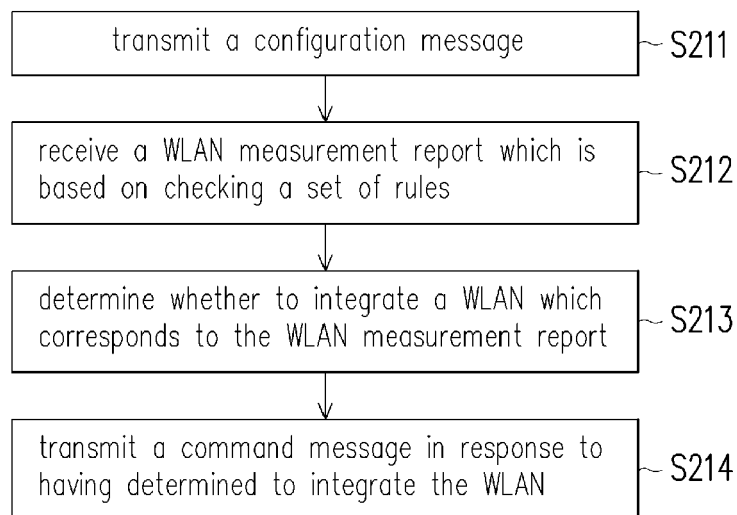 transmit a configuration message
S211
receive a WLAN measurement report which is
based on checking a set of rules
S212
determine whether to integrate a WLAN which
corresponds to the WLAN measurement report
S213
transmit a command message in response to
having determined to integrate the WLAN
S214